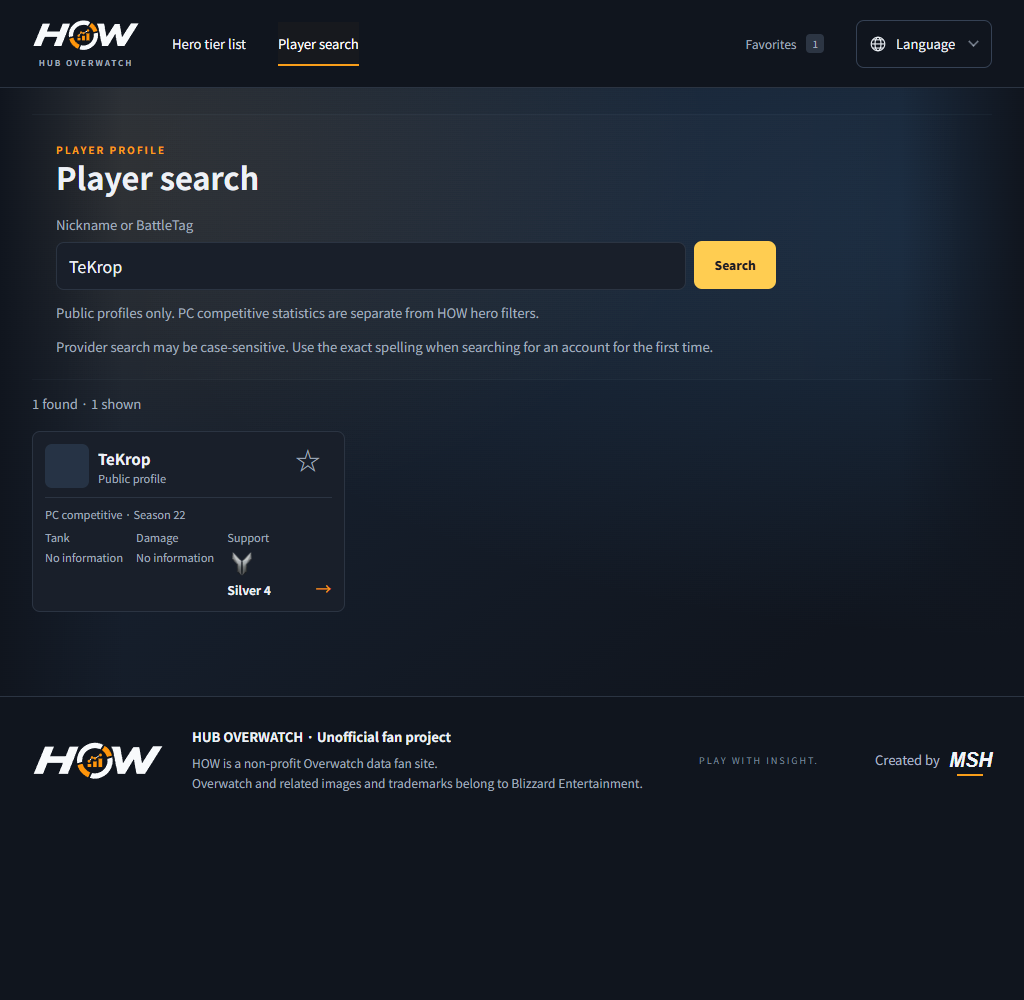 HOW
HUB OVERWATCH
Hero tier list
Player search
Favorites 1
Language
PLAYER PROFILE
Player search
Nickname or BattleTag
TeKrop
Search
Public profiles only. PC competitive statistics are separate from HOW hero filters.
Provider search may be case-sensitive. Use the exact spelling when searching for an account for the first time.
1 found · 1 shown
TeKrop
Public profile
PC competitive · Season 22
Tank Damage Support
No information No information
Silver 4
HOW
HUB OVERWATCH · Unofficial fan project
HOW is a non-profit Overwatch data fan site.
Overwatch and related images and trademarks belong to Blizzard Entertainment.
PLAY WITH INSIGHT.
Created by MSH